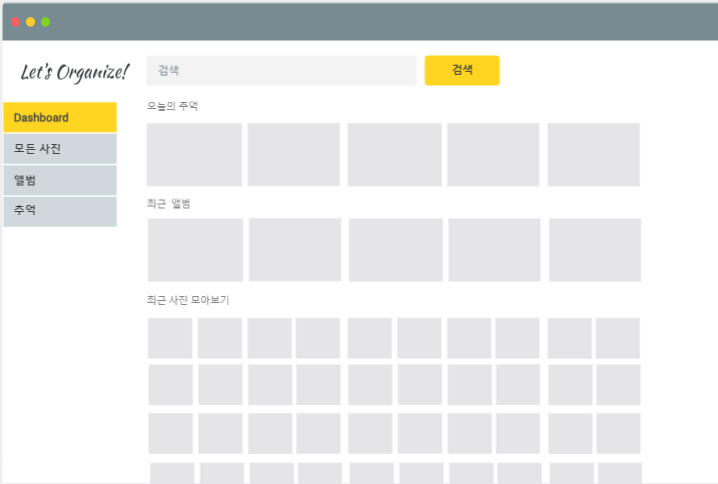 Let's Organize!
검색
검색
Dashboard
모든 사진
앨범
추억
오늘의 추억
최근 앨범
최근 사진 모아보기